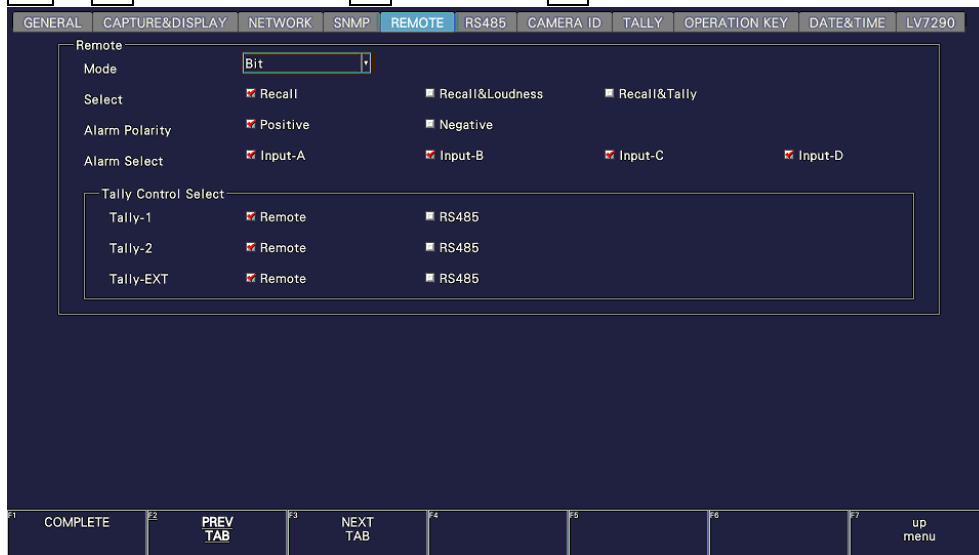 GENERAL CAPTURE&DISPLAY NETWORK SNMP REMOTE RS485 CAMERA ID TALLY OPERATION KEY DATE&TIME LV7290
Remote
Mode Bit
Select Recall Recall&Loudness Recall&Tally
Alarm Polarity Positive Negative
Alarm Select Input-A Input-B Input-C Input-D
Tally Control Select
Tally-1 Remote RS485
Tally-2 Remote RS485
Tally-EXT Remote RS485
F1 COMPLETE F2 PREV TAB F3 NEXT TAB F4 F5 F6 F7 up menu